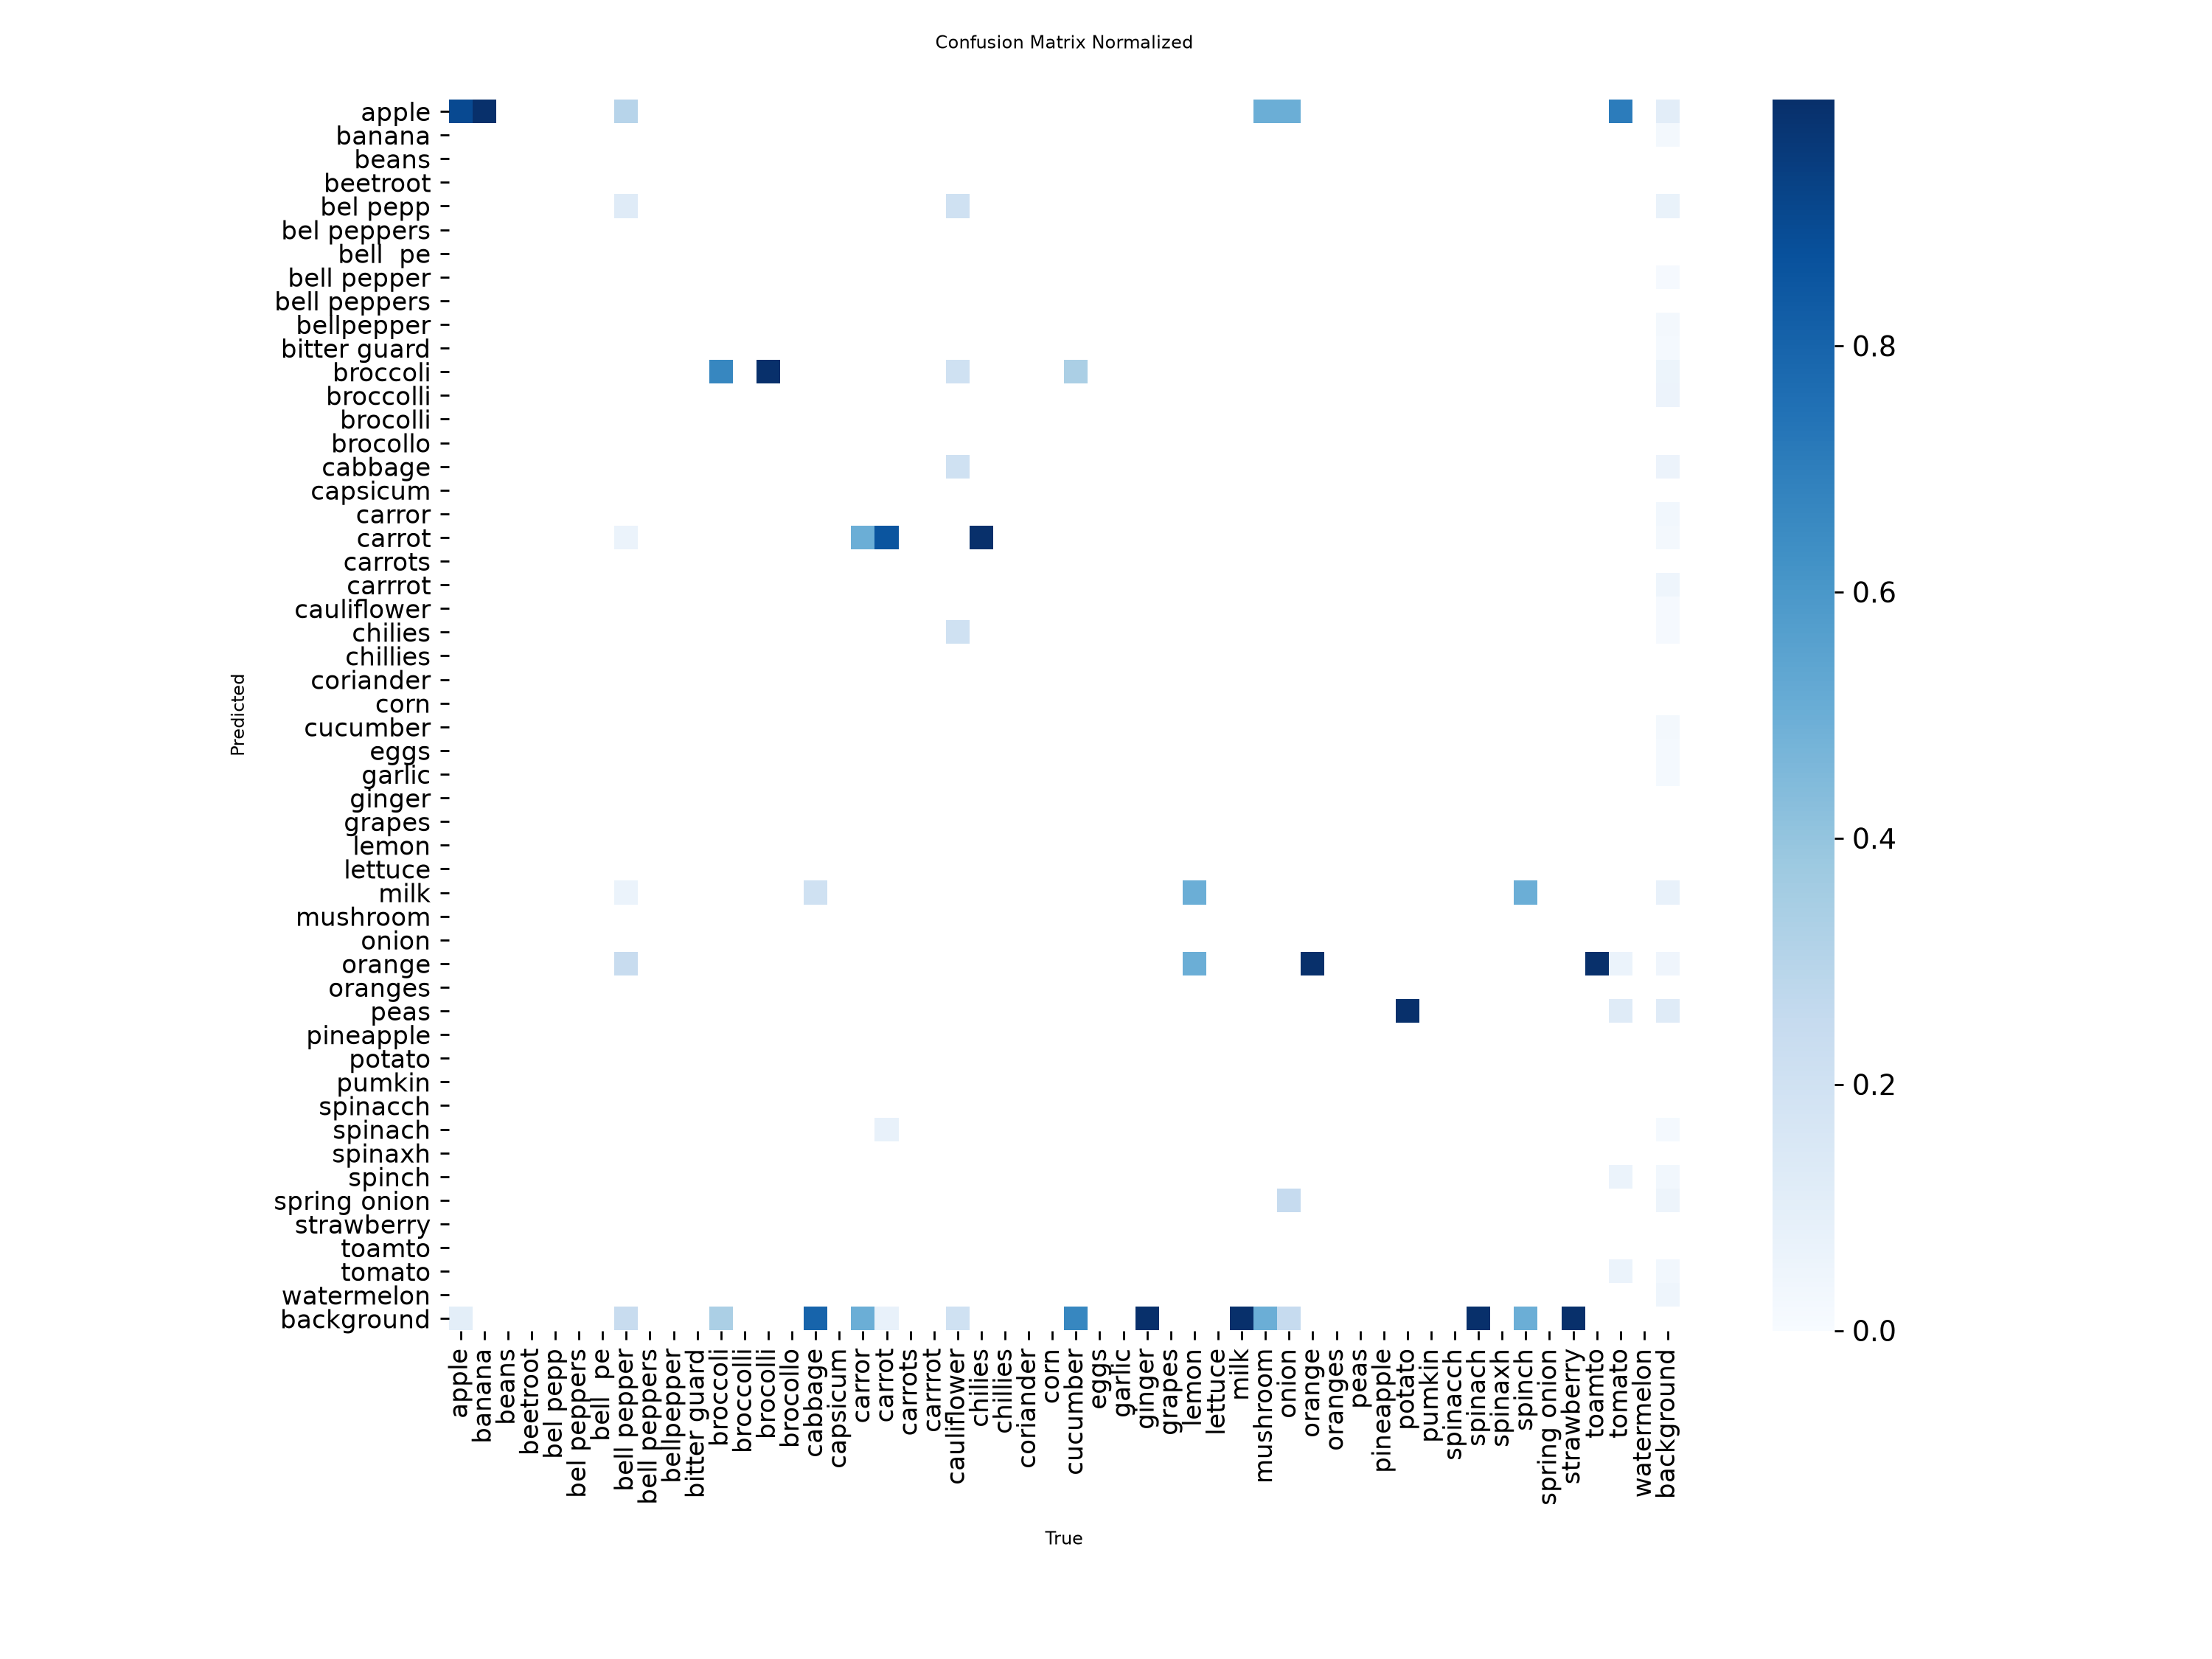 Confusion Matrix Normalized
apple
banana
beans
beetroot
bel pepp
bel peppers
bell  pe
bell pepper
bell peppers
bellpepper
bitter guard
broccoli
broccolli
brocolli
brocollo
cabbage
capsicum
carror
carrot
carrots
carrrot
cauliflower
chilies
chillies
coriander
corn
cucumber
eggs
garlic
ginger
grapes
lemon
lettuce
milk
mushroom
onion
orange
oranges
peas
pineapple
potato
pumkin
spinacch
spinach
spinaxh
spinch
spring onion
strawberry
toamto
tomato
watermelon
background
Predicted
apple
banana
beans
beetroot
bel pepp
bel peppers
bell  pe
bell pepper
bell peppers
bellpepper
bitter guard
broccoli
broccolli
brocolli
brocollo
cabbage
capsicum
carror
carrot
carrots
carrrot
cauliflower
chilies
chillies
coriander
corn
cucumber
eggs
garlic
ginger
grapes
lemon
lettuce
milk
mushroom
onion
orange
oranges
peas
pineapple
potato
pumkin
spinacch
spinach
spinaxh
spinch
spring onion
strawberry
toamto
tomato
watermelon
background
True
0.8
0.6
0.4
0.2
0.0